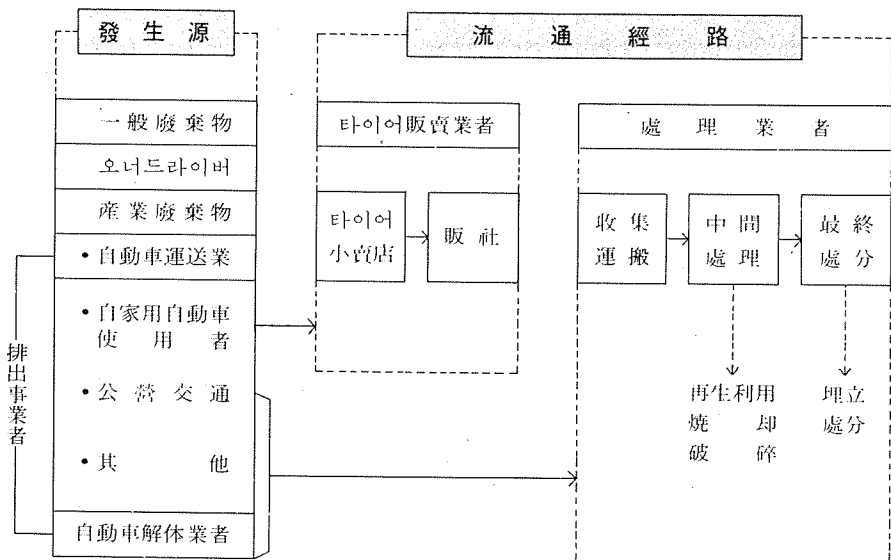 發生源
流通經路
一般廢棄物
오너드라이버
産業廢棄物
• 自動車運送業
• 自家用自動車
使用者
• 公營交通
• 其他
自動車解体業者
排出事業者
타이어販賣業者
타이어
小賣店
販社
處理業者
收集
運搬
中間
處理
最終
處分
再生利用
焼却
破碎
埋立
處分